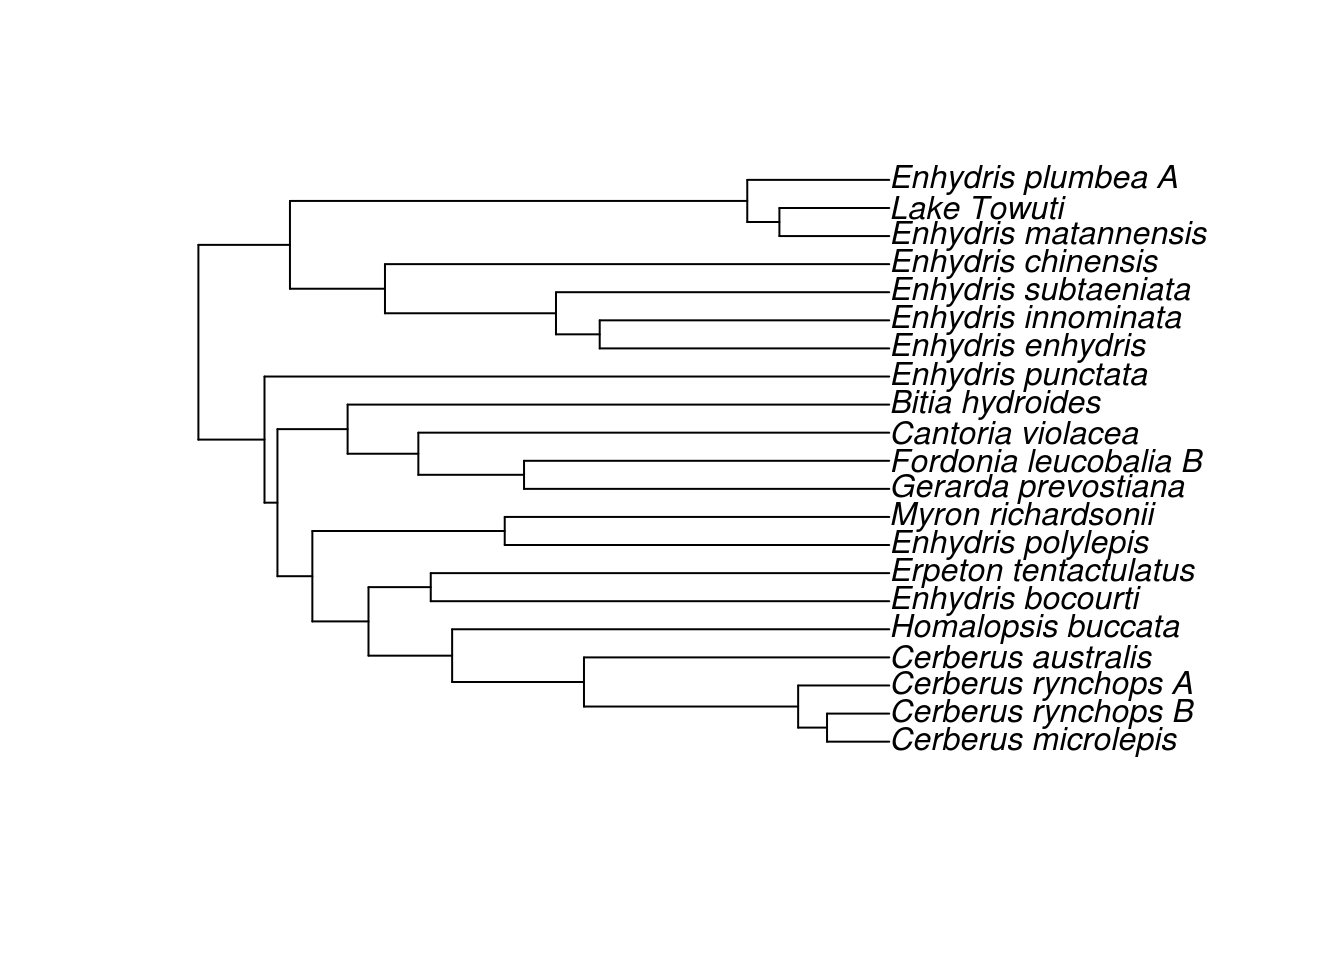 Enhydris plumbea A
Lake Towuti
Enhydris matannensis
Enhydris chinensis
Enhydris subtaeniata
Enhydris innominata
Enhydris enhydris
Enhydris punctata
Bitia hydroides
Cantoria violacea
Fordonia leucobalia B
Gerarda prevostiana
Myron richardsonii
Enhydris polylepis
Erpeton tentactulatus
Enhydris bocourti
Homalopsis buccata
Cerberus australis
Cerberus rynchops A
Cerberus rynchops B
Cerberus microlepis